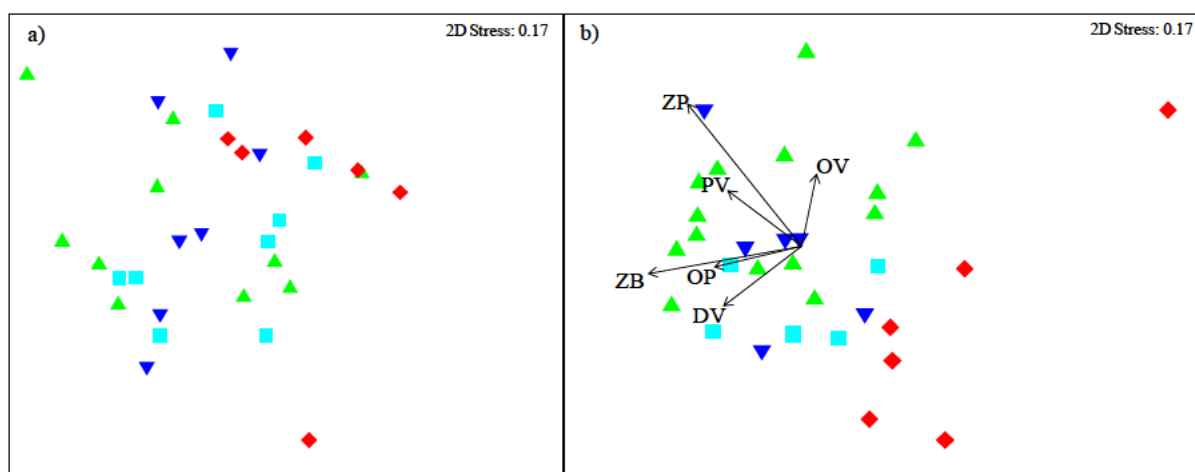 a)
2D Stress: 0.17
b)
2D Stress: 0.17
ZP
OV
PV
OP
ZB
DV